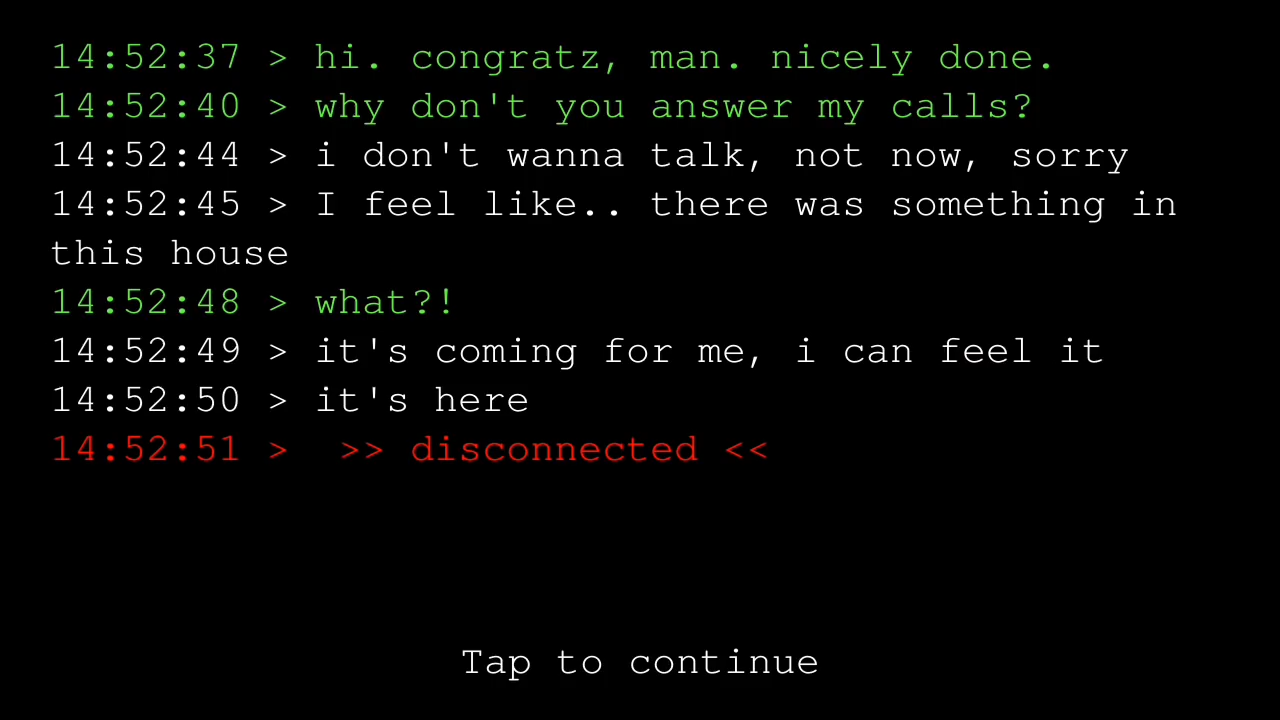 14:52:37 > hi. congratz, man. nicely done.
14:52:40 > why don't you answer my calls?
14:52:44 > i don't wanna talk, not now, sorry
14:52:45 > I feel like.. there was something in
this house
14:52:48 > what?!
14:52:49 > it's coming for me, i can feel it
14:52:50 > it's here
14:52:51 >  >> disconnected <<
Tap to continue